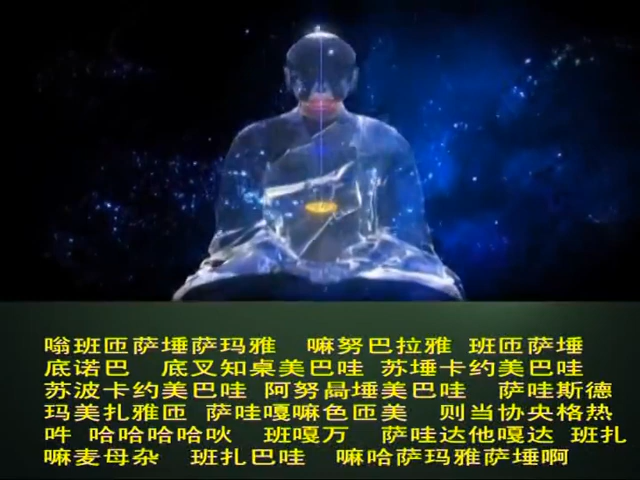 嗡班匝萨埵萨玛雅 嘛努巴拉雅 班匝萨埵
底诺巴 底叉知桌美巴哇 苏埵卡约美巴哇
苏波卡约美巴哇 阿努晶埵美巴哇 萨哇斯德
玛美扎雅匝 萨哇嘎嘛色匝美 则当协央格热
吽 哈哈哈哈吙 班嘎万 萨哇达他嘎达 班扎
嘛麦母杂 班扎巴哇 嘛哈萨玛雅萨埵啊